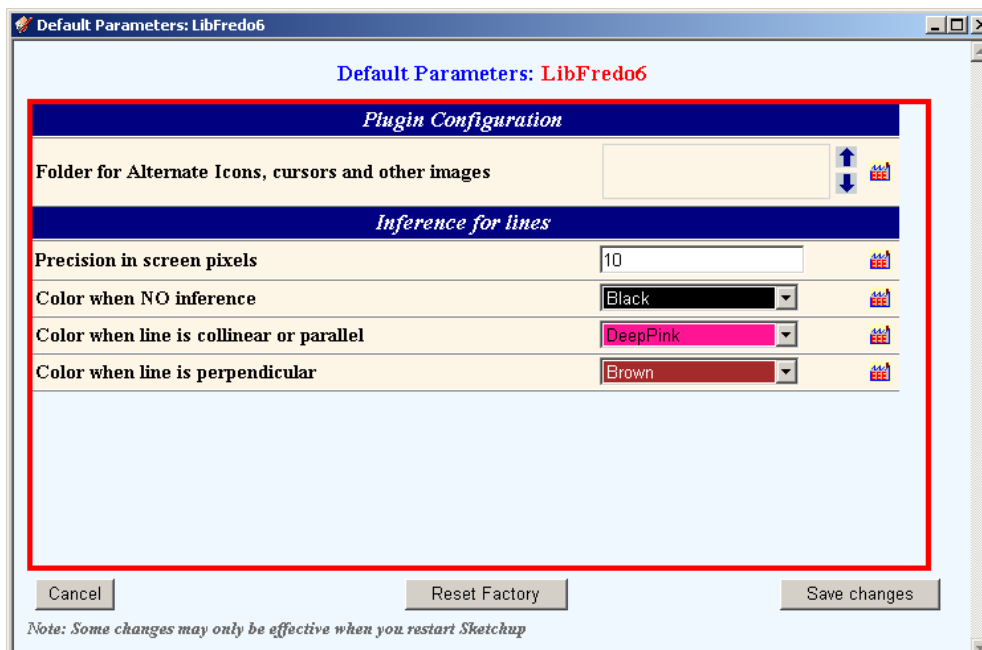 Default Parameters: LibFredo6
Default Parameters: LibFredo6
Plugin Configuration
Folder for Alternate Icons, cursors and other images
Inference for lines
Precision in screen pixels 10
Color when NO inference Black
Color when line is collinear or parallel DeepPink
Color when line is perpendicular Brown
Cancel Reset Factory Save changes
Note: Some changes may only be effective when you restart Sketchup